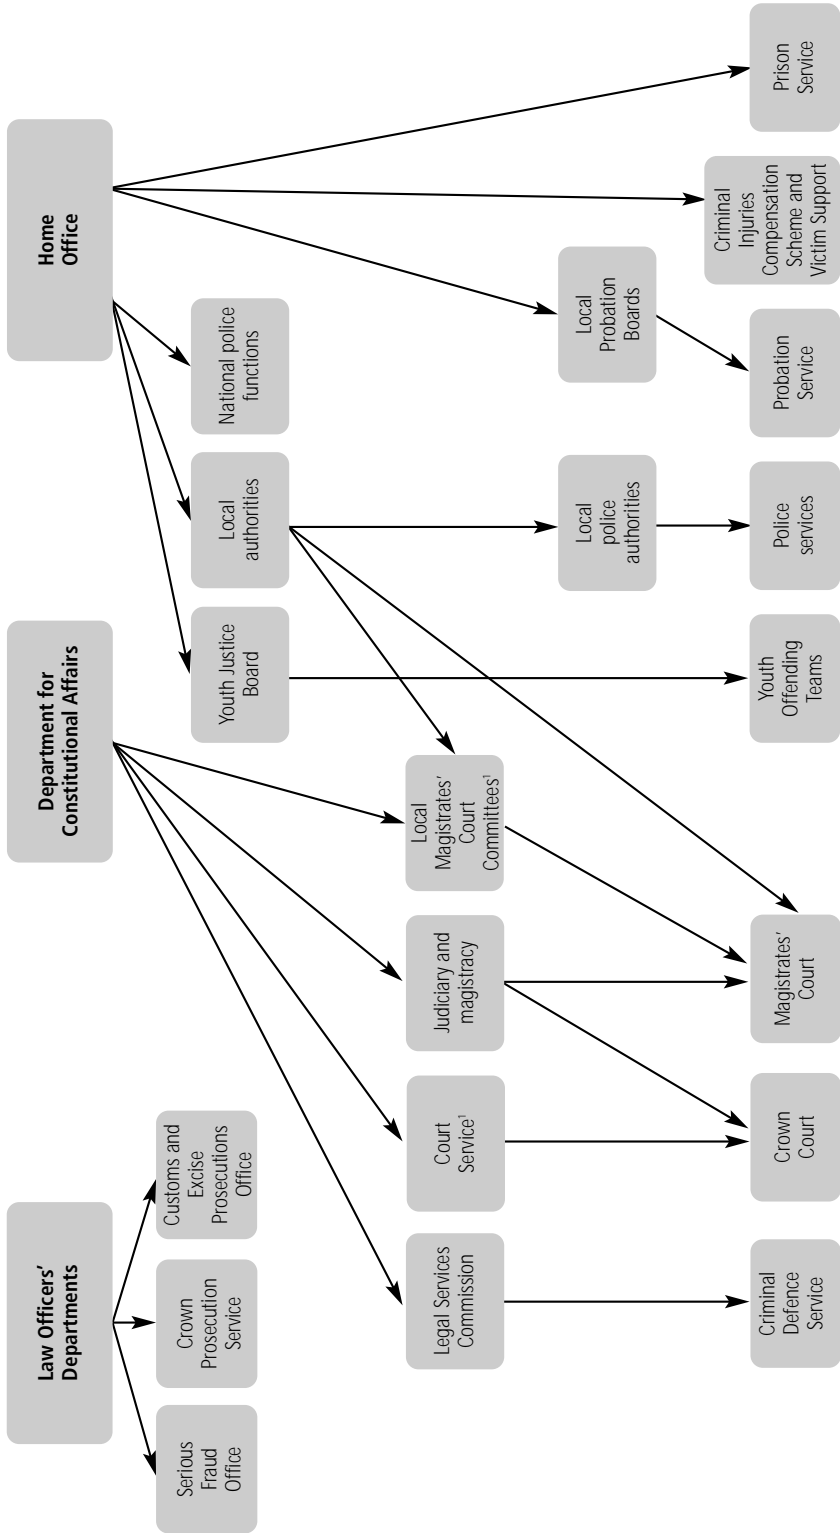 Law Officers'
Departments
Department for
Constitutional Affairs
Home
Office
Serious
Fraud
Office
Crown
Prosecution
Service
Customs and
Excise
Prosecutions
Office
Youth Justice
Board
Local
authorities
National police
functions
Legal Services
Commission
Court
Service¹
Judiciary and
magistracy
Local
Magistrates'
Court
Committees¹
Local
police
authorities
Local
Probation
Boards
Criminal
Defence
Service
Crown
Court
Magistrates'
Court
Youth
Offending
Teams
Police
services
Probation
Service
Criminal
Injuries
Compensation
Scheme and
Victim Support
Prison
Service